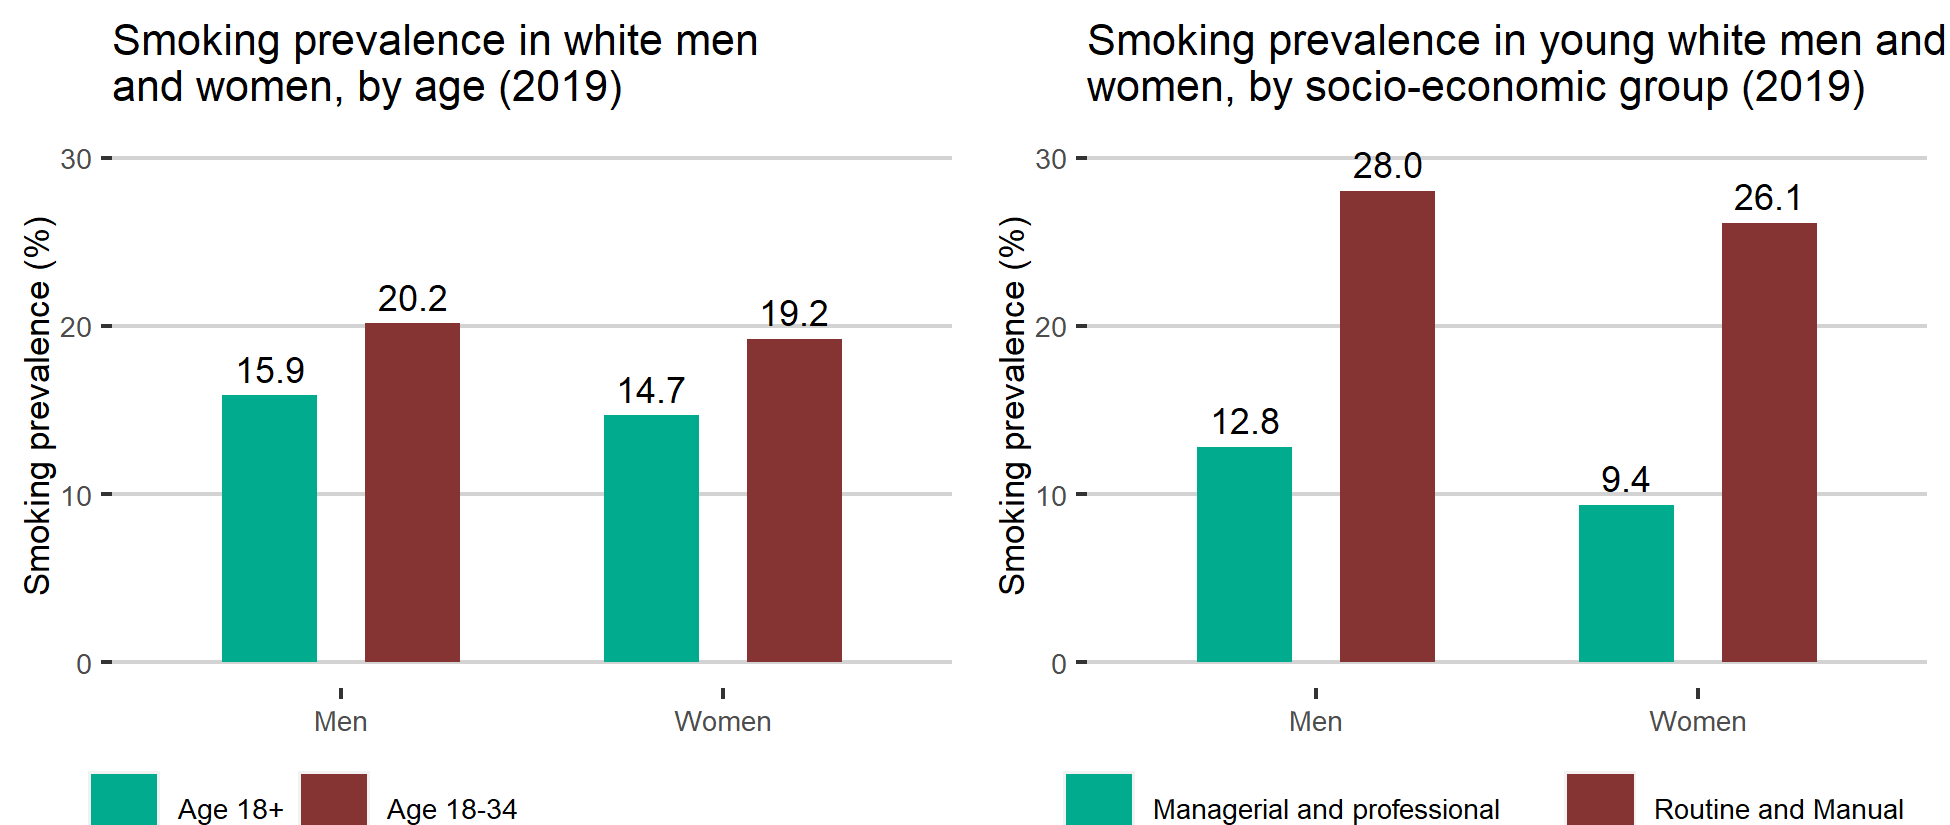 Smoking prevalence in white men
and women, by age (2019)
Smoking prevalence (%)
30
20
10
0
15.9
20.2
14.7
19.2
Men
Women
Age 18+
Age 18-34
Smoking prevalence in young white men and
women, by socio-economic group (2019)
Smoking prevalence (%)
30
20
10
0
12.8
28.0
9.4
26.1
Men
Women
Managerial and professional
Routine and Manual